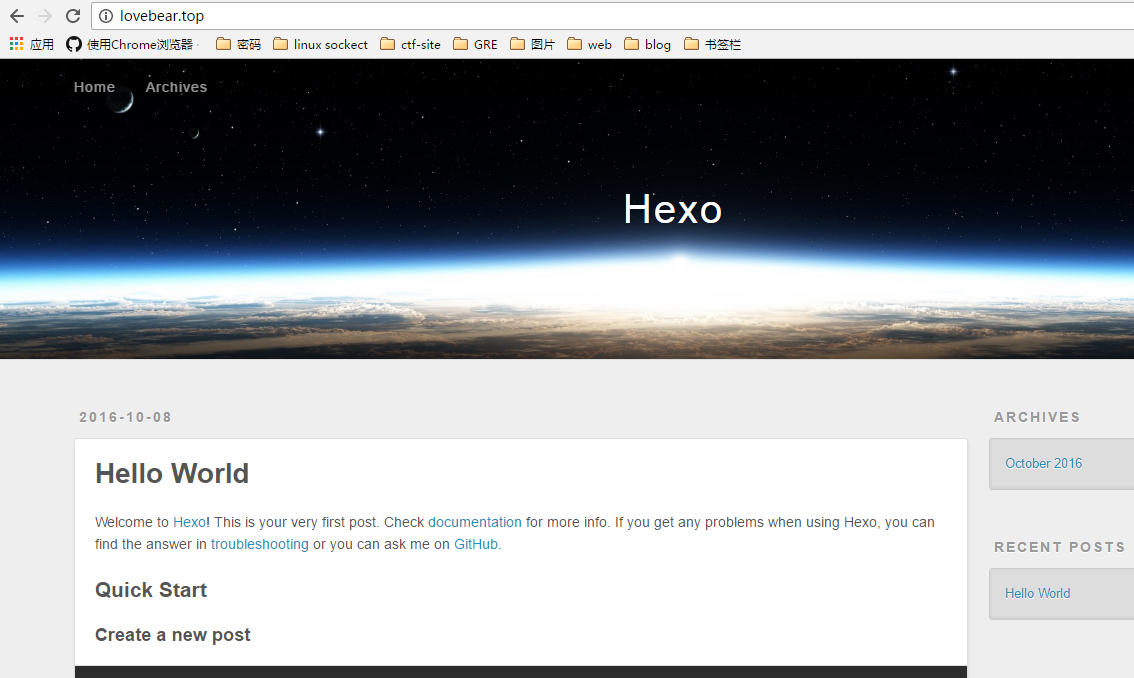 lovebear.top
应用 使用Chrome浏览器 密码 linux sockect ctf-site GRE 图片 web blog 书签栏
Home Archives
Hexo
2016-10-08
Hello World
Welcome to Hexo! This is your very first post. Check documentation for more info. If you get any problems when using Hexo, you can
find the answer in troubleshooting or you can ask me on GitHub.
Quick Start
Create a new post
ARCHIVES
October 2016
RECENT POSTS
Hello World